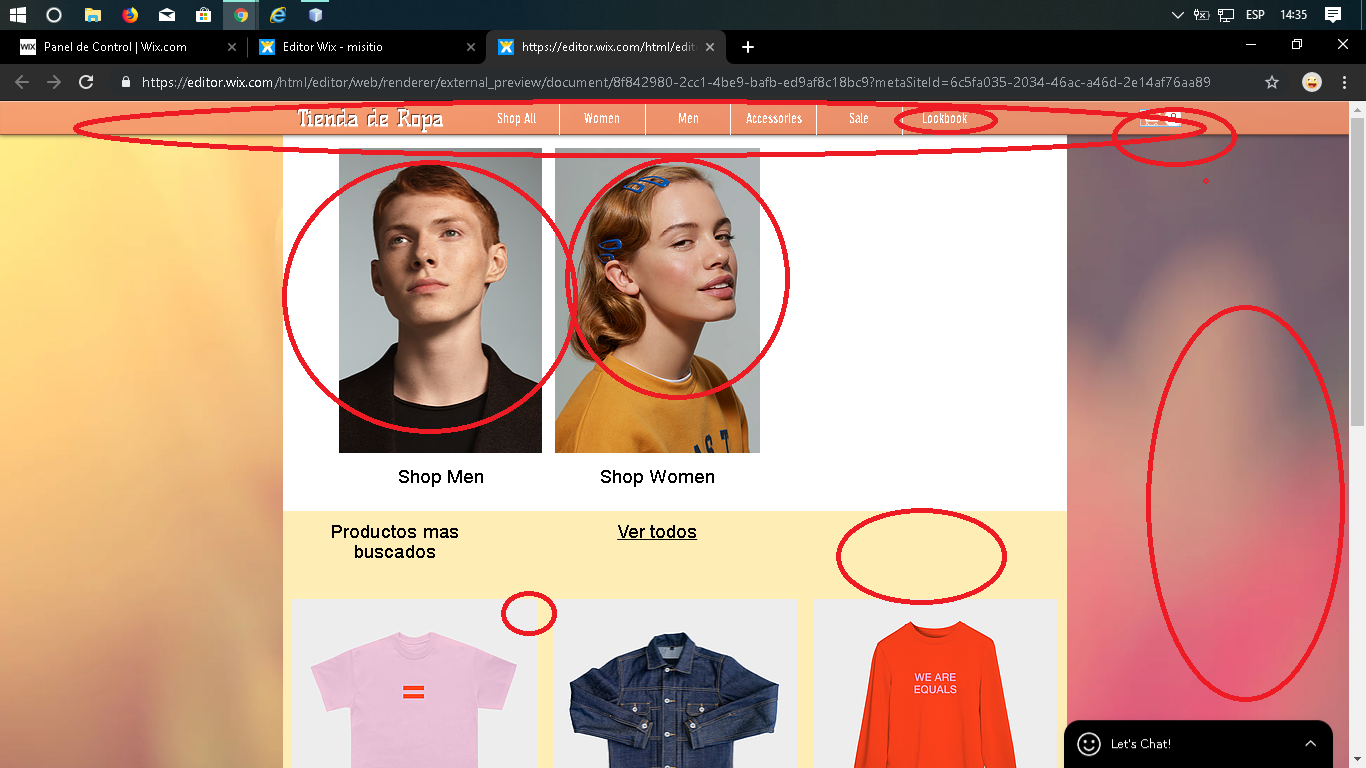 ESP 14:35
WIX Panel de Control | Wix.com
Editor Wix - misitio
https://editor.wix.com/html/edit
https://editor.wix.com/html/editor/web/renderer/external_preview/document/8f842980-2cc1-4be9-bafb-ed9af8c18bc9?metaSiteId=6c5fa035-2034-46ac-a46d-2e14af76aa89
Tienda de Ropa Shop All Women Men Accessories Sale Lookbook 0
Shop Men Shop Women
Productos mas
buscados
Ver todos
WE ARE
EQUALS
Let's Chat!